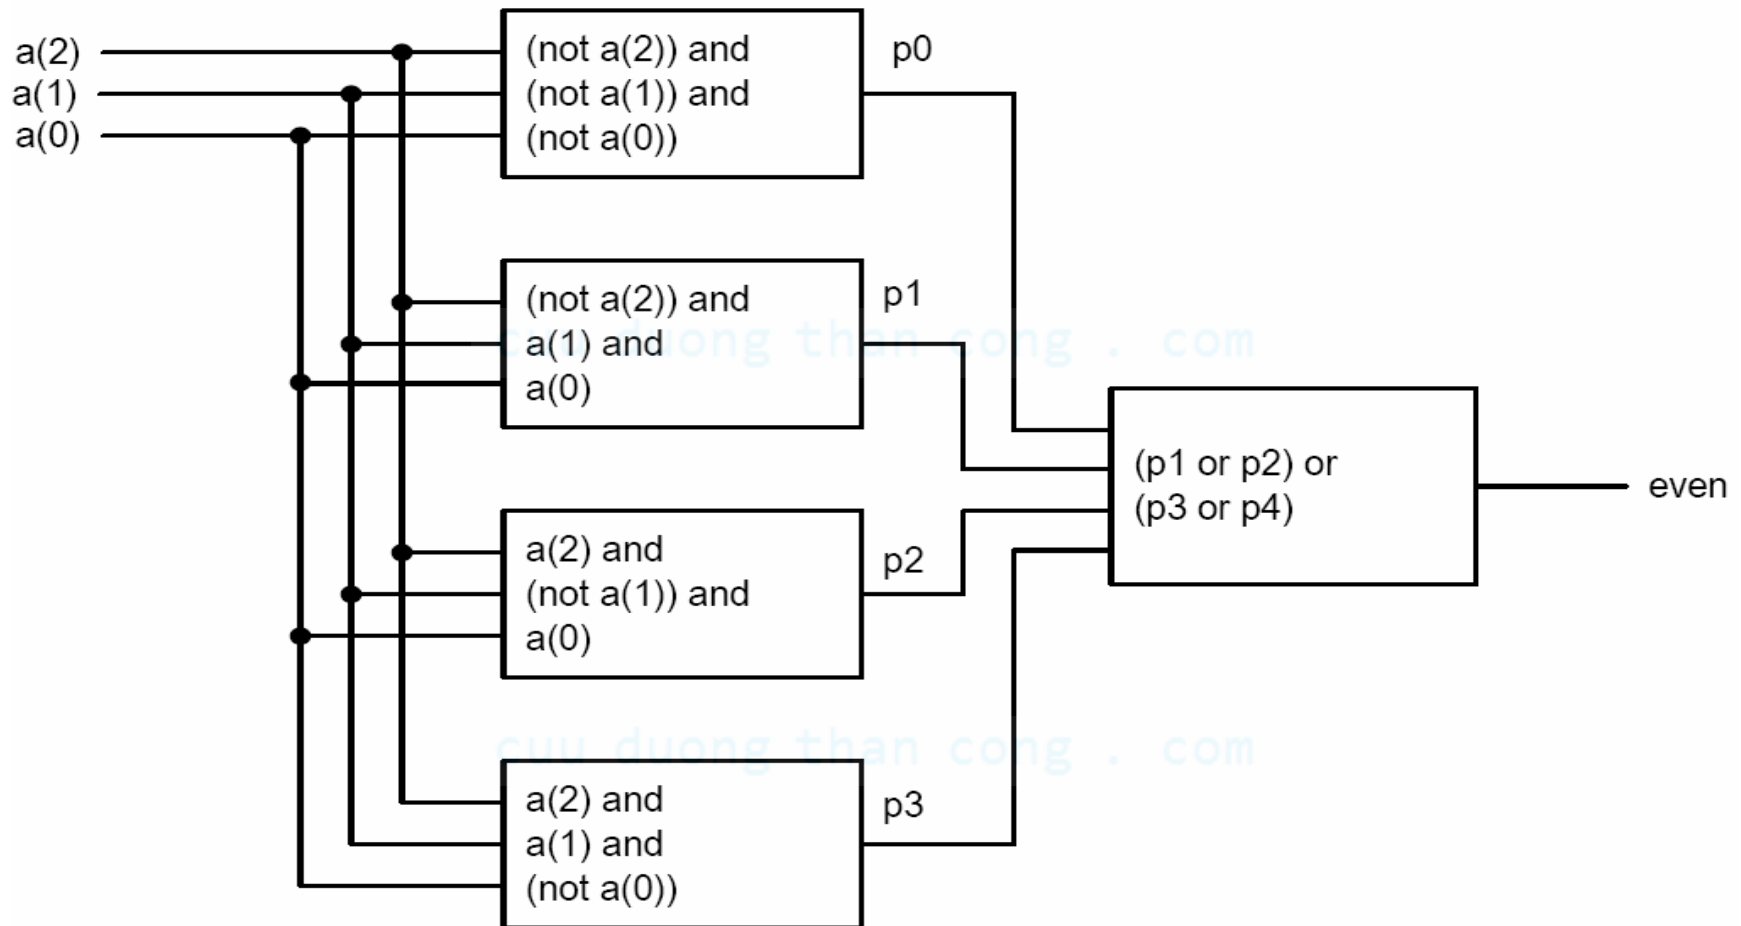 a(2)
a(1)
a(0)
(not a(2)) and
(not a(1)) and
(not a(0))
p0
(not a(2)) and
a(1) and
a(0)
p1
cuu duong than cong . com
(p1 or p2) or
(p3 or p4)
even
a(2) and
(not a(1)) and
a(0)
p2
cuu duong than cong . com
a(2) and
a(1) and
(not a(0))
p3